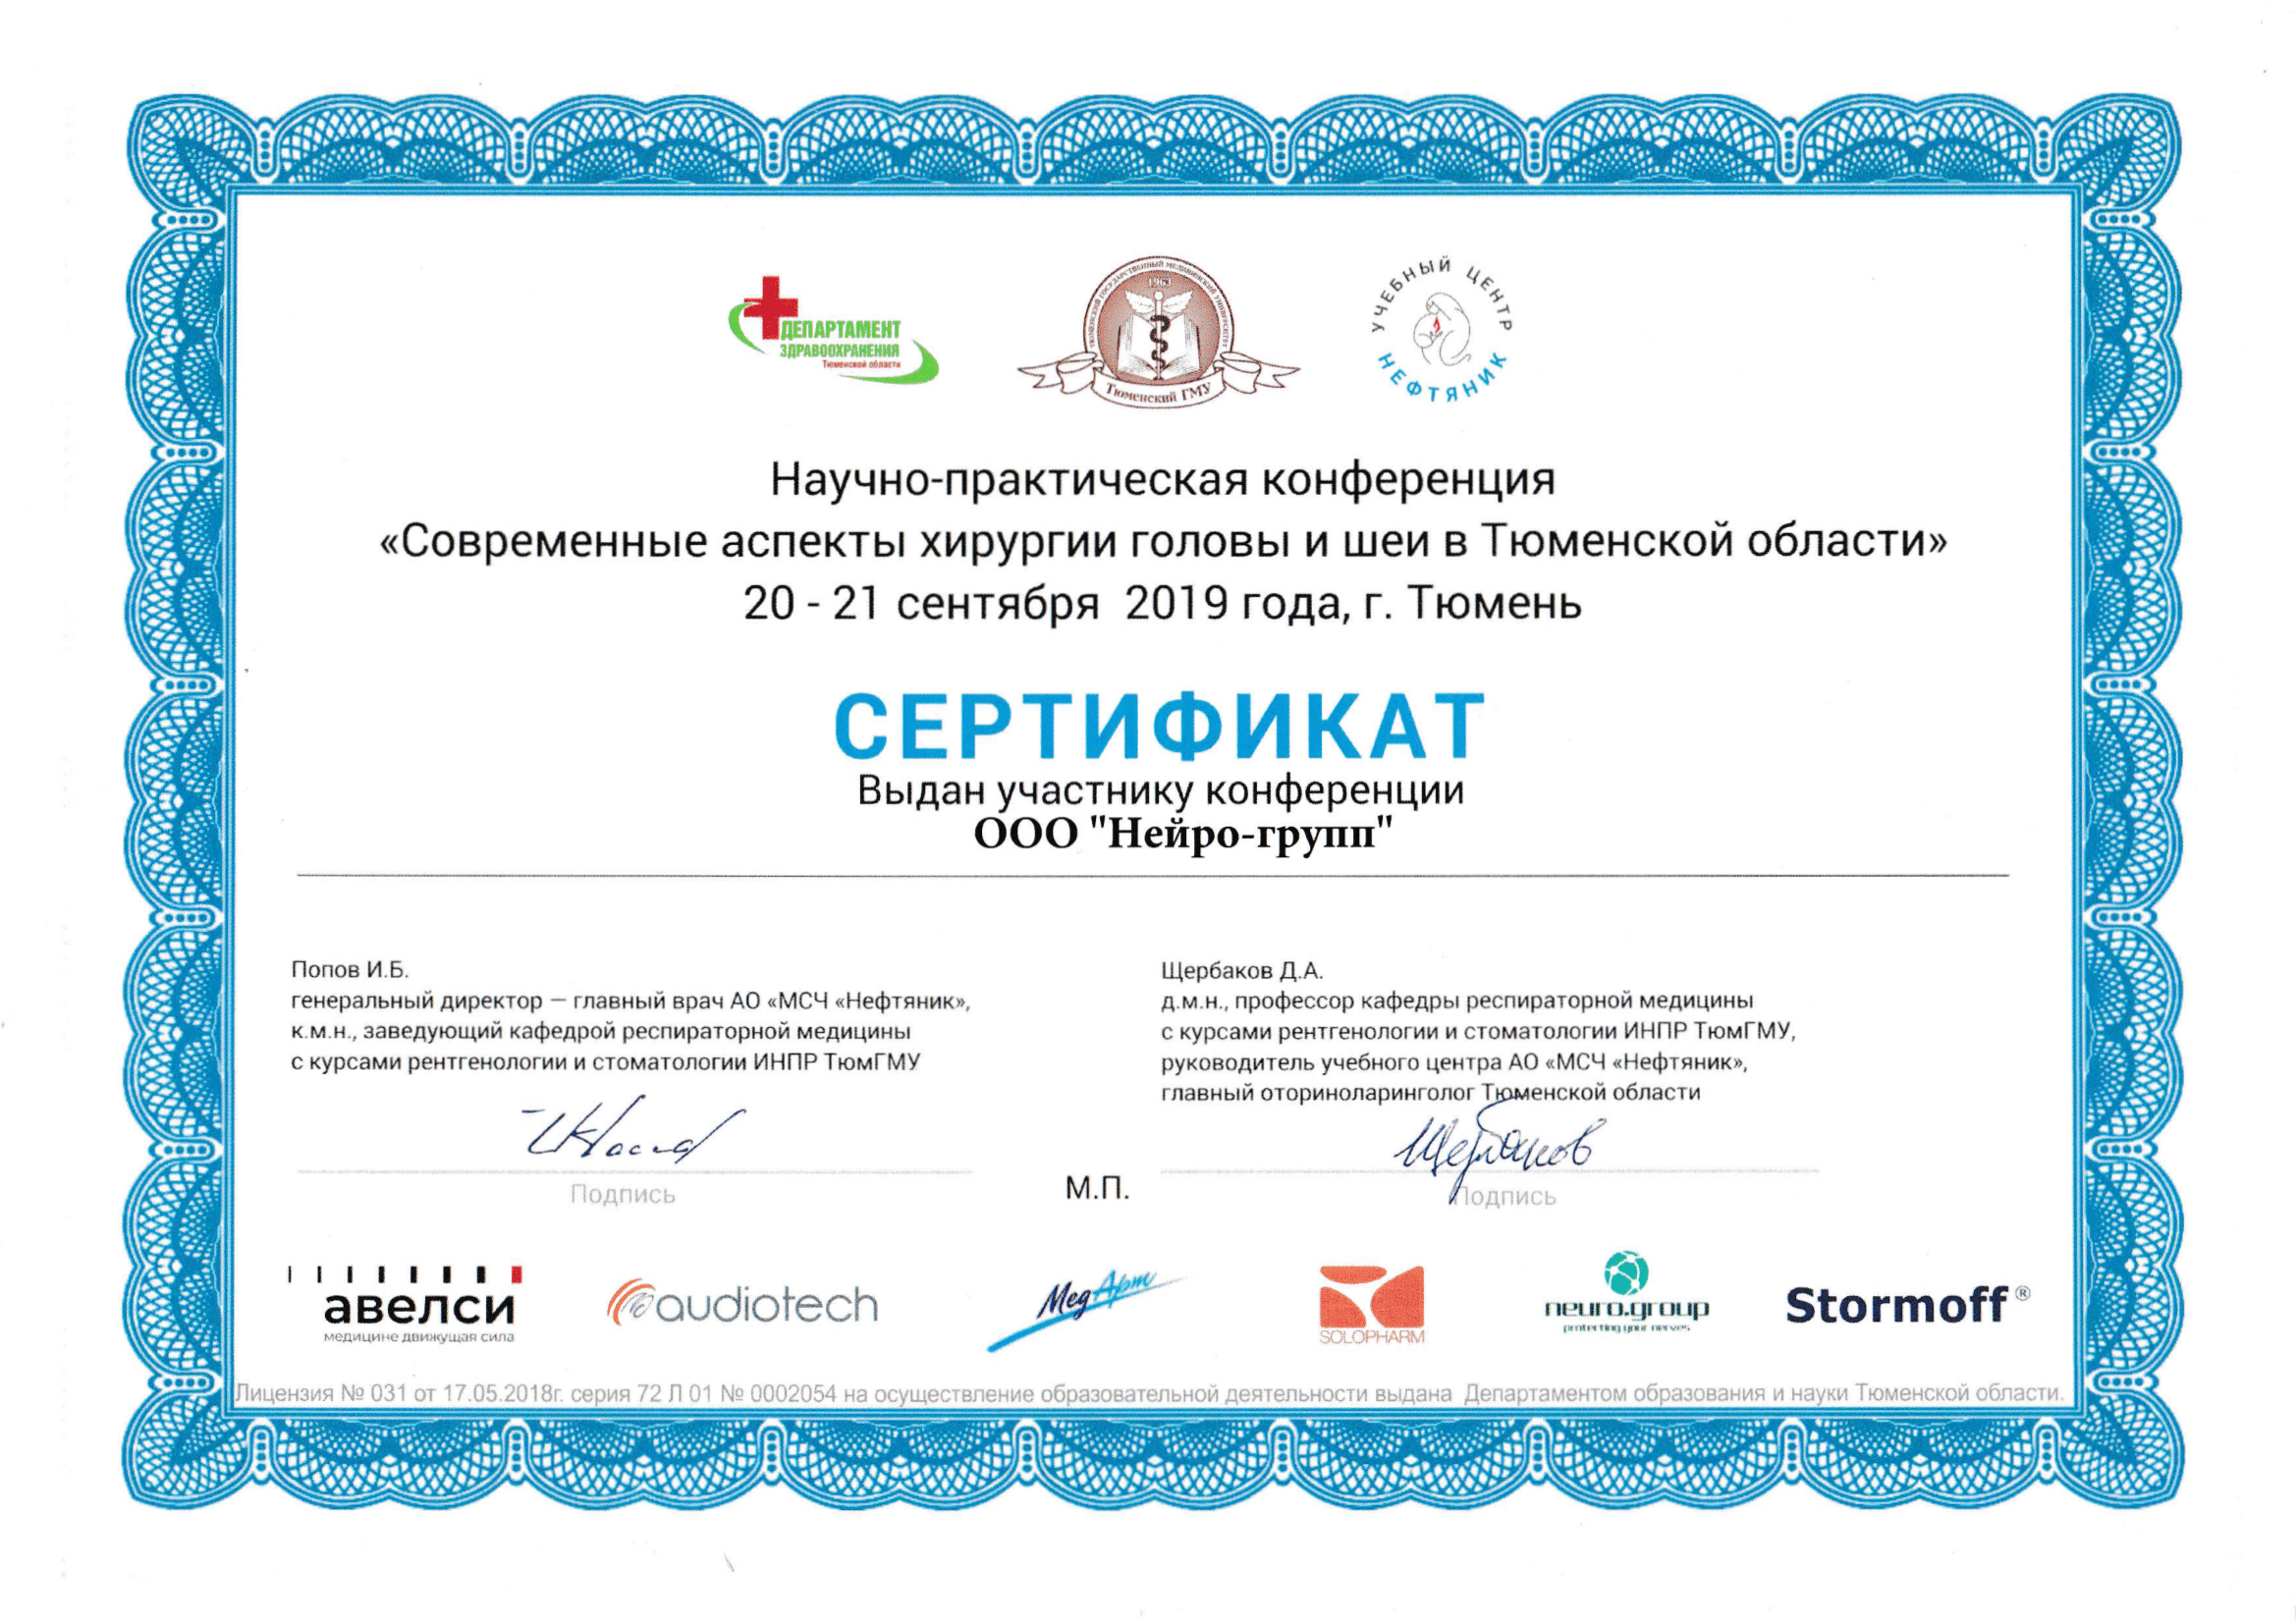 ДЕПАРТАМЕНТ
ЗДРАВООХРАНЕНИЯ
Тюменской области
ТЮМЕНСКИЙ ГОСУДАРСТВЕННЫЙ МЕДИЦИНСКИЙ УНИВЕРСИТЕТ
1963
Тюменский ГМУ
УЧЕБНЫЙ ЦЕНТР
НЕФТЯНИК
Научно-практическая конференция
«Современные аспекты хирургии головы и шеи в Тюменской области»
20 - 21 сентября 2019 года, г. Тюмень
СЕРТИФИКАТ
Выдан участнику конференции
ООО "Нейро-групп"
Попов И.Б.
генеральный директор — главный врач АО «МСЧ «Нефтяник»,
к.м.н., заведующий кафедрой респираторной медицины
с курсами рентгенологии и стоматологии ИНПР ТюмГМУ
Подпись
М.П.
Щербаков Д.А.
д.м.н., профессор кафедры респираторной медицины
с курсами рентгенологии и стоматологии ИНПР ТюмГМУ,
руководитель учебного центра АО «МСЧ «Нефтяник»,
главный оториноларинголог Тюменской области
Щербаков
Подпись
авелси
медицине движущая сила
audiotech
МедАрт
SOLOPHARM
neuro.group
protecting your nerves
Stormoff®
Лицензия № 031 от 17.05.2018г. серия 72 Л 01 № 0002054 на осуществление образовательной деятельности выдана Департаментом образования и науки Тюменской области.